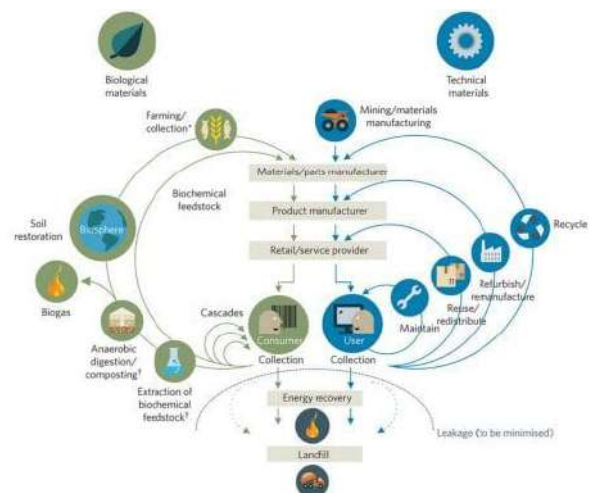 Biological
materials
Technical
materials
Farming/
collection*
Mining/materials
manufacturing
Materials/parts manufacturer
Biochemical
feedstock
Product manufacturer
Soil
restoration
Biosphere
Retail/service provider
Recycle
Refurbish/
remanufacture
Reuse/
redistribute
Maintain
Biogas
Cascades
Consumer
User
Anaerobic
digestion/
composting†
Collection
Collection
Extraction of
biochemical
feedstock†
Energy recovery
Leakage (to be minimised)
Landfill